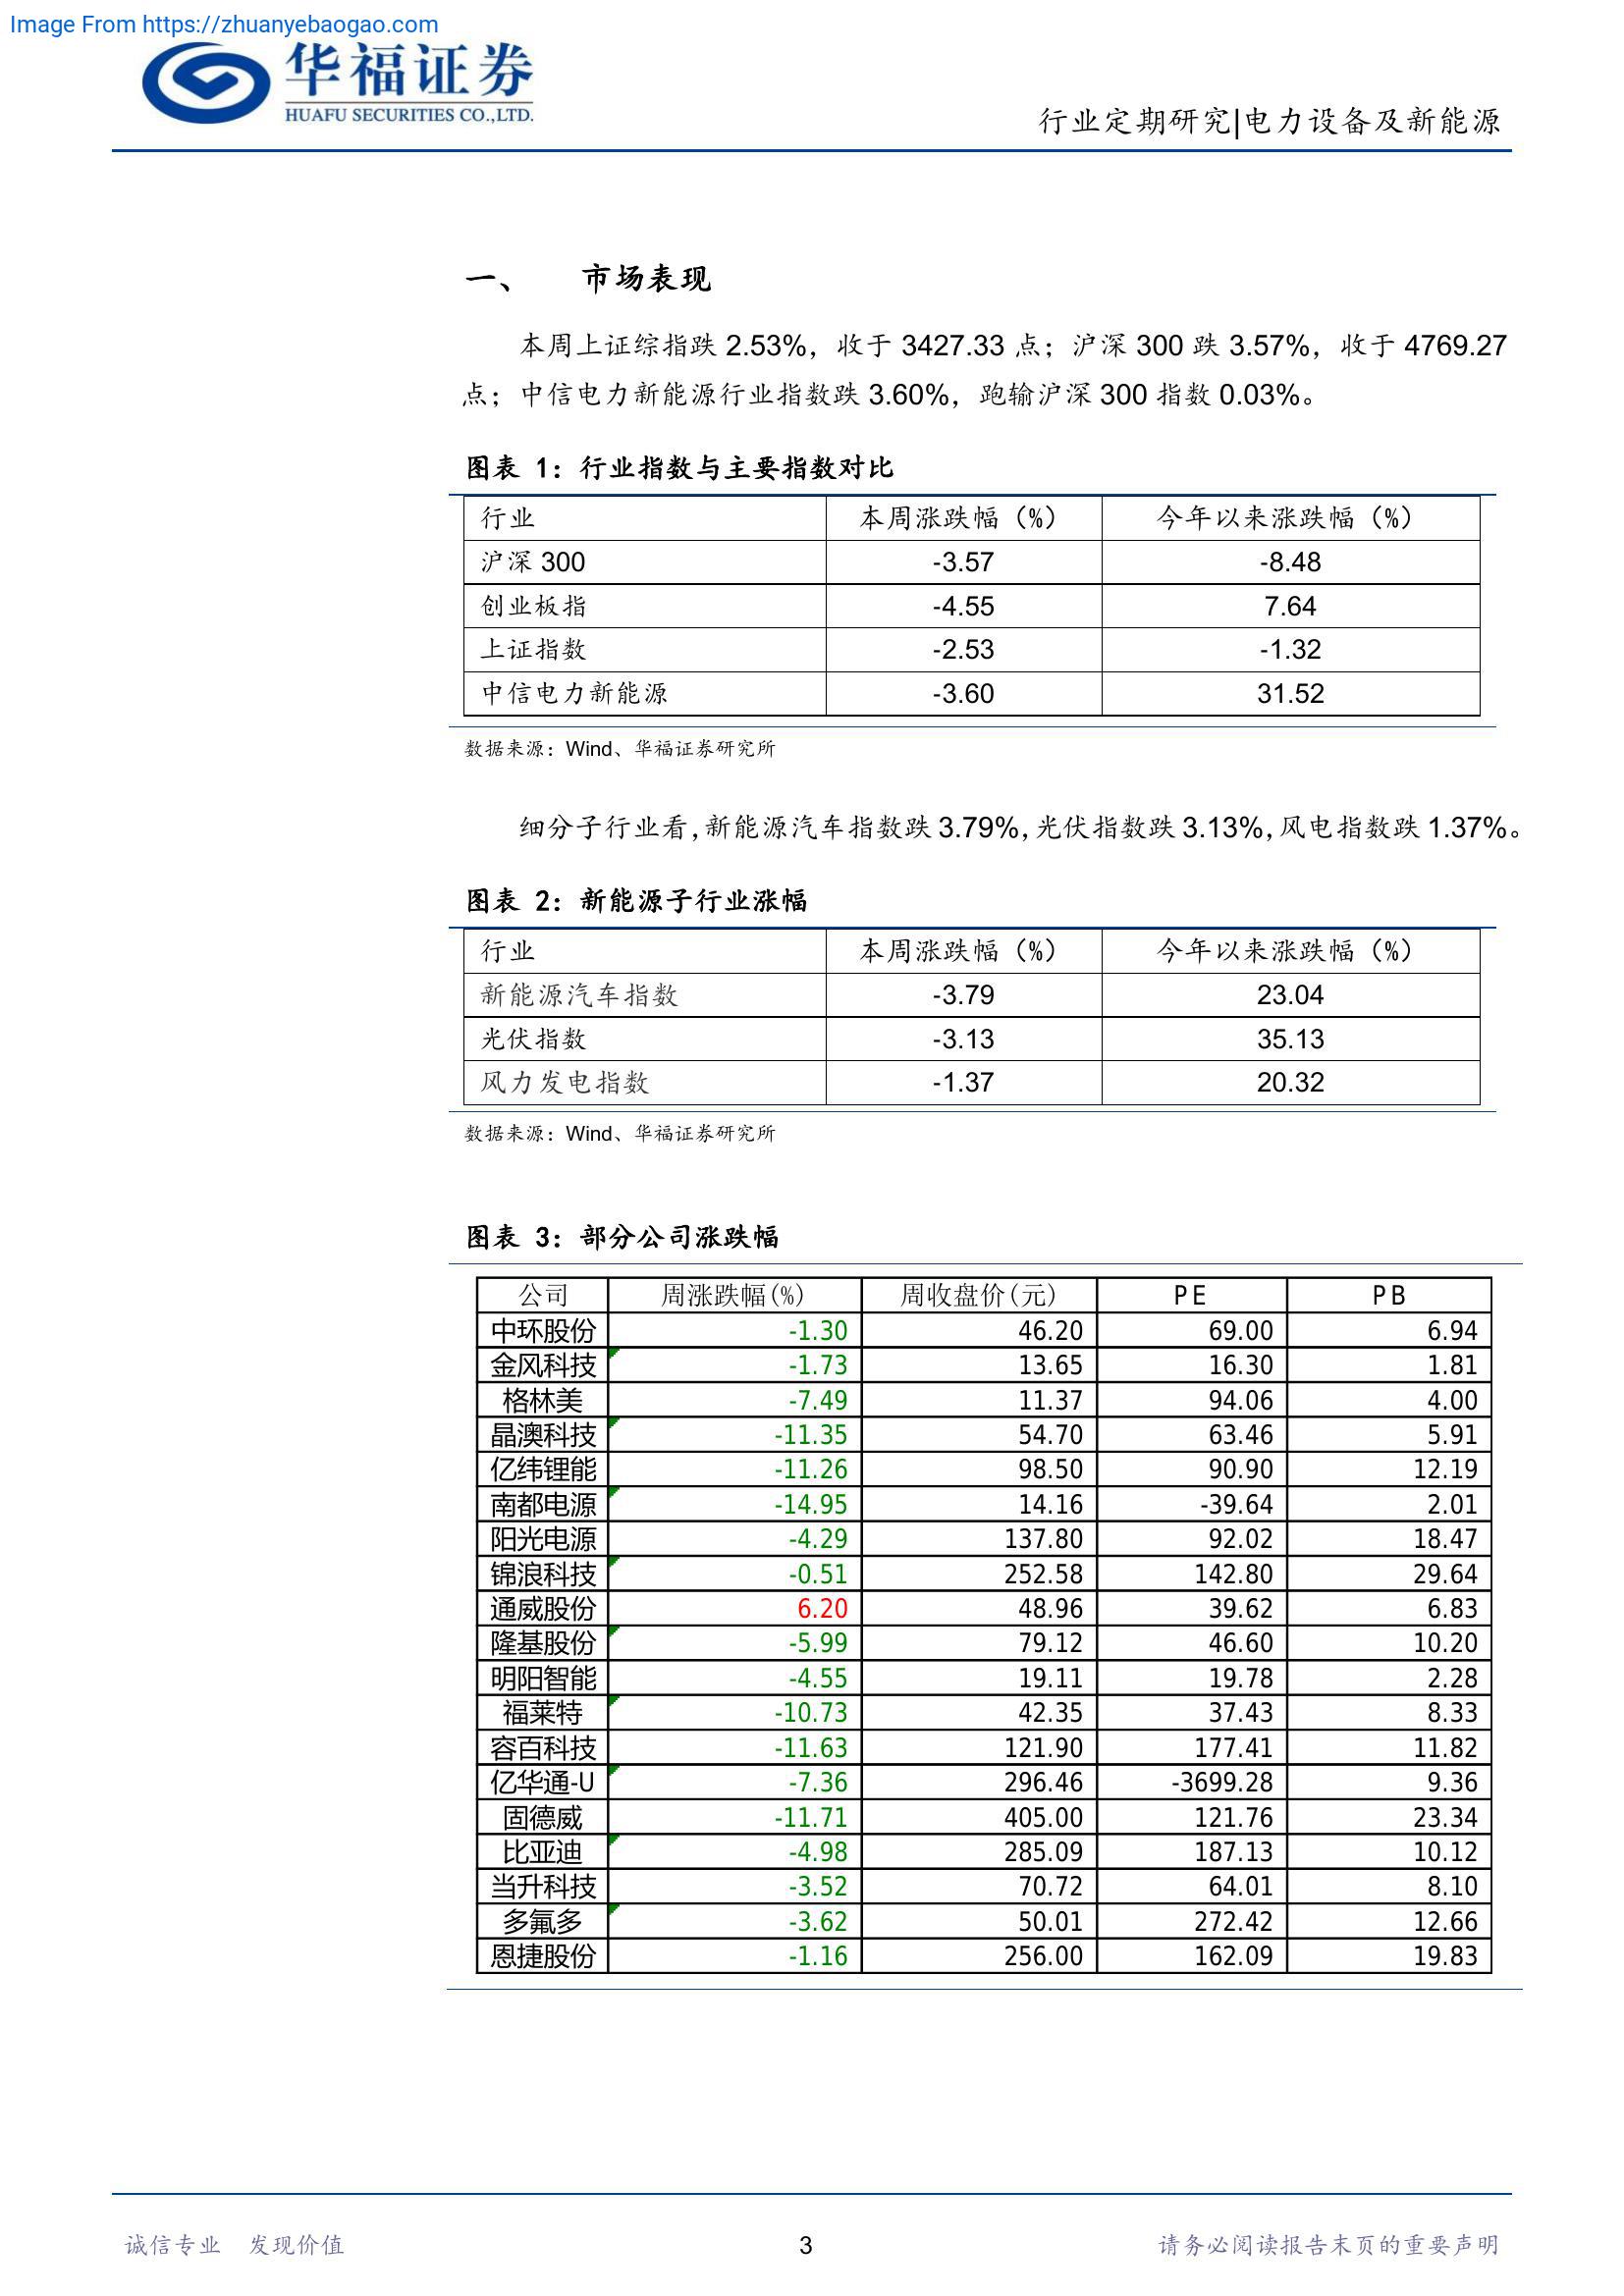 Image From https://zhuanyebaogao.com
华福证券
HUAFU SECURITIES CO.,LTD.
行业定期研究|电力设备及新能源
一、 市场表现
本周上证综指跌 2.53%，收于 3427.33 点；沪深 300 跌 3.57%，收于 4769.27
点；中信电力新能源行业指数跌 3.60%，跑输沪深 300 指数 0.03%。
图表 1：行业指数与主要指数对比
行业 本周涨跌幅（%） 今年以来涨跌幅（%）
沪深 300 -3.57 -8.48
创业板指 -4.55 7.64
上证指数 -2.53 -1.32
中信电力新能源 -3.60 31.52
数据来源：Wind、华福证券研究所
细分子行业看，新能源汽车指数跌 3.79%，光伏指数跌 3.13%，风电指数跌 1.37%。
图表 2：新能源子行业涨幅
行业 本周涨跌幅（%） 今年以来涨跌幅（%）
新能源汽车指数 -3.79 23.04
光伏指数 -3.13 35.13
风力发电指数 -1.37 20.32
数据来源：Wind、华福证券研究所
图表 3：部分公司涨跌幅
公司 周涨跌幅(%) 周收盘价(元) PE PB
中环股份 -1.30 46.20 69.00 6.94
金风科技 -1.73 13.65 16.30 1.81
格林美 -7.49 11.37 94.06 4.00
晶澳科技 -11.35 54.70 63.46 5.91
亿纬锂能 -11.26 98.50 90.90 12.19
南都电源 -14.95 14.16 -39.64 2.01
阳光电源 -4.29 137.80 92.02 18.47
锦浪科技 -0.51 252.58 142.80 29.64
通威股份 6.20 48.96 39.62 6.83
隆基股份 -5.99 79.12 46.60 10.20
明阳智能 -4.55 19.11 19.78 2.28
福莱特 -10.73 42.35 37.43 8.33
容百科技 -11.63 121.90 177.41 11.82
亿华通-U -7.36 296.46 -3699.28 9.36
固德威 -11.71 405.00 121.76 23.34
比亚迪 -4.98 285.09 187.13 10.12
当升科技 -3.52 70.72 64.01 8.10
多氟多 -3.62 50.01 272.42 12.66
恩捷股份 -1.16 256.00 162.09 19.83
诚信专业 发现价值 3 请务必阅读报告末页的重要声明